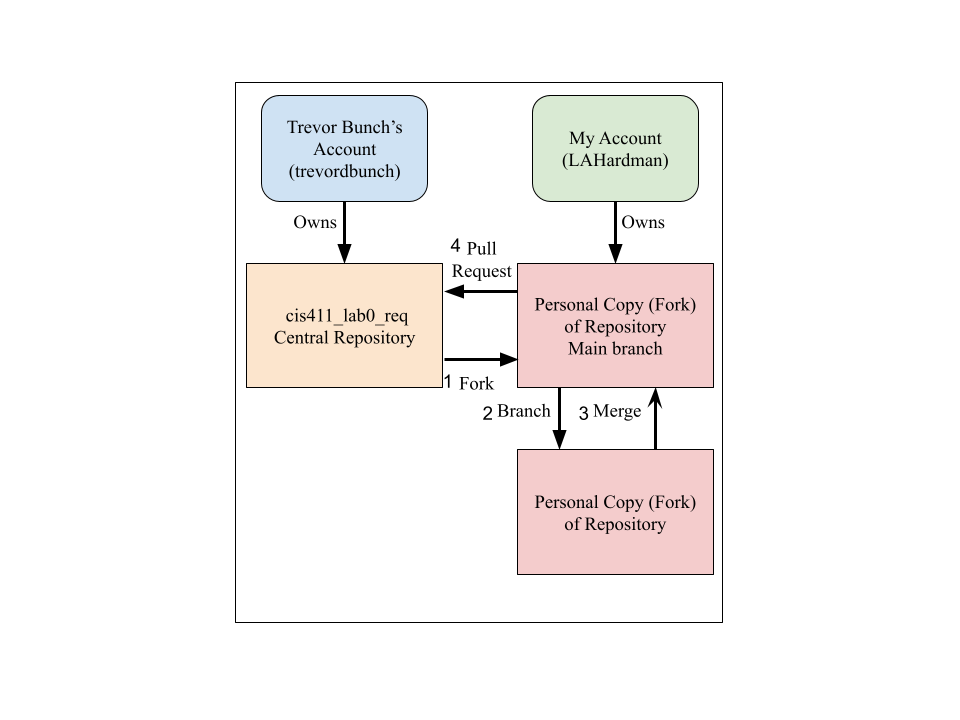 Trevor Bunch's
Account
(trevordbunch)
My Account
(LAHardman)
Owns
Owns
4 Pull
Request
cis411_lab0_req
Central Repository
Personal Copy (Fork)
of Repository
Main branch
1 Fork
2 Branch
3 Merge
Personal Copy (Fork)
of Repository